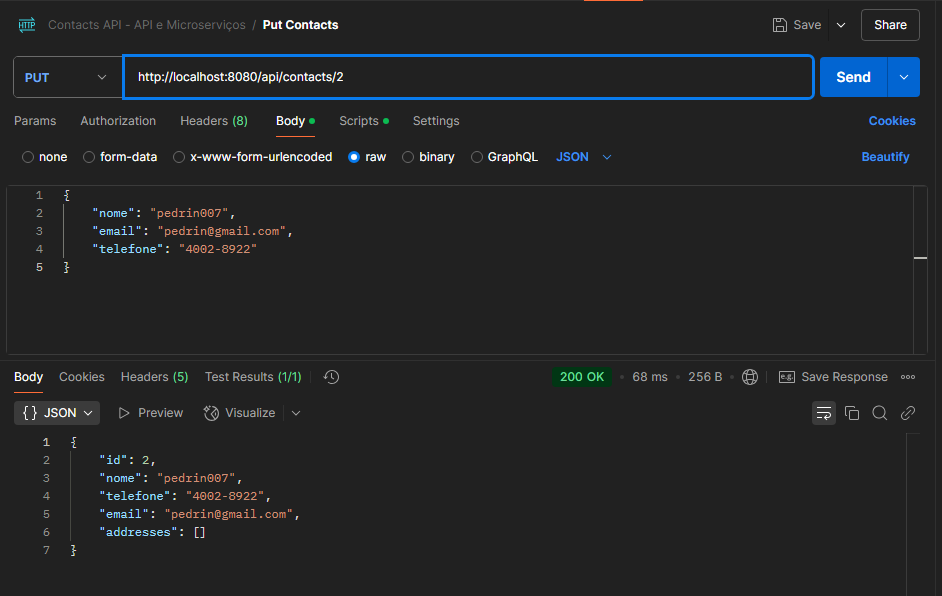 HTTP Contacts API - API e Microserviços / Put Contacts Save Share
PUT http://localhost:8080/api/contacts/2 Send
Params Authorization Headers (8) Body Scripts Settings Cookies
none form-data x-www-form-urlencoded raw binary GraphQL JSON Beautify
1 {
2 "nome": "pedrin007",
3 "email": "pedrin@gmail.com",
4 "telefone": "4002-8922"
5 }
Body Cookies Headers (5) Test Results (1/1) 200 OK • 68 ms • 256 B • e.g. Save Response
{} JSON Preview Visualize
1 {
2 "id": 2,
3 "nome": "pedrin007",
4 "telefone": "4002-8922",
5 "email": "pedrin@gmail.com",
6 "addresses": []
7 }